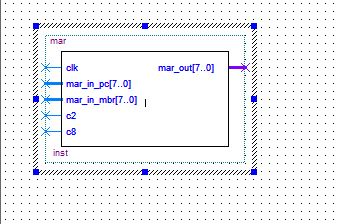 mar
clk mar_out[7..0]
mar_in_pc[7..0]
mar_in_mbr[7..0]
c2
c8
inst